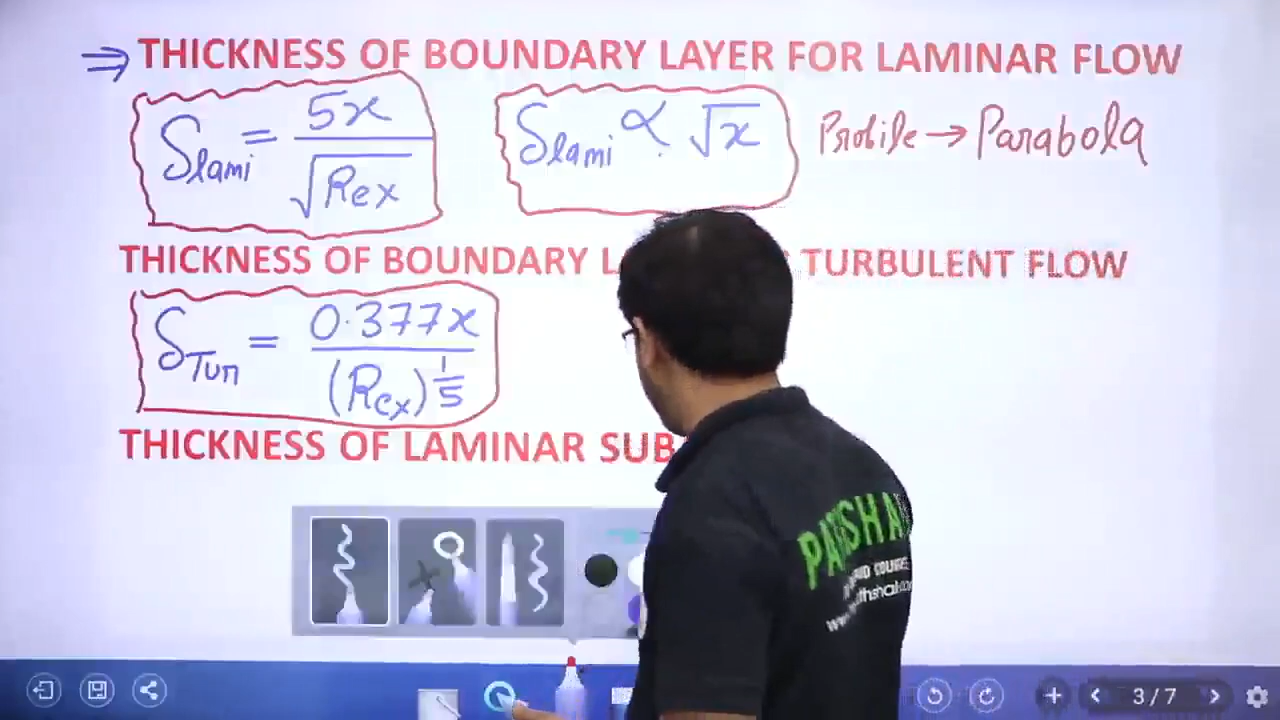 ⇒ THICKNESS OF BOUNDARY LAYER FOR LAMINAR FLOW
δlami = 5x / √Rex
δlami ∝ √x
Profile → Parabola
THICKNESS OF BOUNDARY TURBULENT FLOW
δTur = 0.377x / (Rex)^1/5
THICKNESS OF LAMINAR SUB
3 / 7